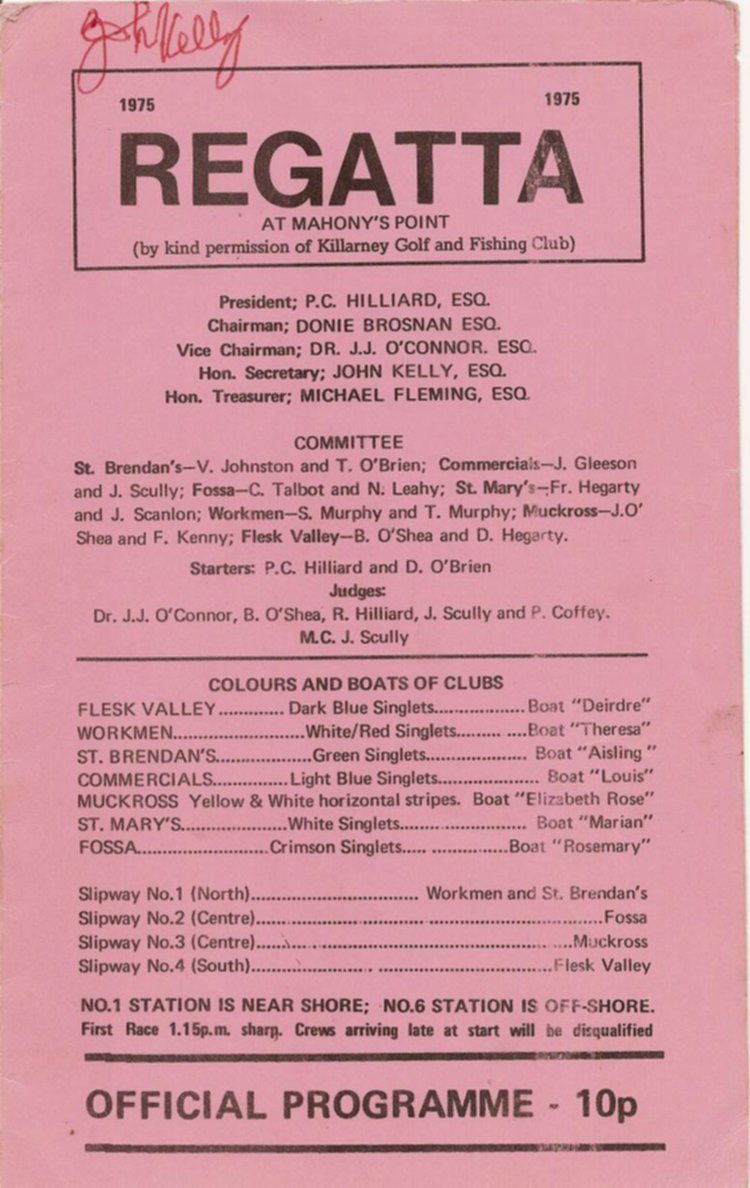 John Kelly
1975 1975
REGATTA
AT MAHONY'S POINT
(by kind permission of Killarney Golf and Fishing Club)
President; P.C. HILLIARD, ESQ.
Chairman; DONIE BROSNAN ESQ.
Vice Chairman; DR. J.J. O'CONNOR. ESQ.
Hon. Secretary; JOHN KELLY, ESQ.
Hon. Treasurer; MICHAEL FLEMING, ESQ.
COMMITTEE
St. Brendan's—V. Johnston and T. O'Brien; Commercials—J. Gleeson
and J. Scully; Fossa—C. Talbot and N. Leahy; St. Mary's—Fr. Hegarty
and J. Scanlon; Workmen—S. Murphy and T. Murphy; Muckross—J.O'
Shea and F. Kenny; Flesk Valley—B. O'Shea and D. Hegarty.
Starters: P.C. Hilliard and D. O'Brien
Judges:
Dr. J.J. O'Connor, B. O'Shea, R. Hilliard, J. Scully and P. Coffey.
M.C. J. Scully
COLOURS AND BOATS OF CLUBS
FLESK VALLEY ............. Dark Blue Singlets.................. Boat "Deirdre"
WORKMEN..........................White/Red Singlets......... ....Boat "Theresa"
ST. BRENDAN'S...................Green Singlets.................... Boat "Aisling "
COMMERCIALS...............Light Blue Singlets.................... Boat "Louis"
MUCKROSS Yellow & White horizontal stripes. Boat "Elizabeth Rose"
ST. MARY'S.....................White Singlets......................... Boat "Marian"
FOSSA..........................Crimson Singlets..... ...............Boat "Rosemary"
Slipway No.1 (North)................................. Workmen and St. Brendan's
Slipway No.2 (Centre)....................................................................Fossa
Slipway No.3 (Centre)..............................................................Muckross
Slipway No.4 (South)........................ ..................................Flesk Valley
NO.1 STATION IS NEAR SHORE; NO.6 STATION IS OFF-SHORE.
First Race 1.15p.m. sharp. Crews arriving late at start will be disqualified
OFFICIAL PROGRAMME - 10p